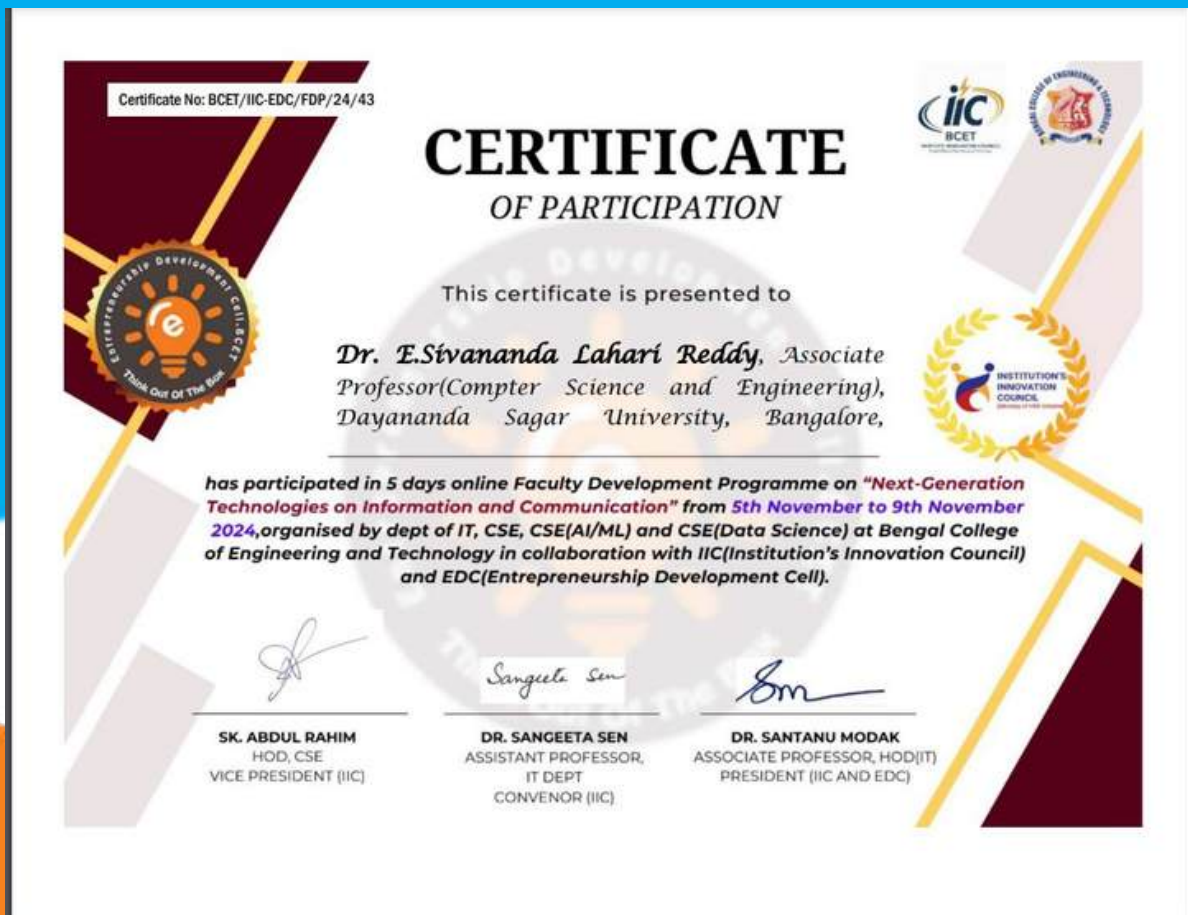 Certificate No: BCET/IIC-EDC/FDP/24/43
iiC
BCET
BENGAL COLLEGE OF ENGINEERING & TECHNOLOGY
CERTIFICATE
OF PARTICIPATION
Entrepreneurship Development Cell-BCET
e
Think Out Of The Box
This certificate is presented to
Dr. E.Sivananda Lahari Reddy, Associate
Professor(Compter Science and Engineering),
Dayananda Sagar University, Bangalore,
INSTITUTION'S
INNOVATION
COUNCIL
has participated in 5 days online Faculty Development Programme on “Next-Generation
Technologies on Information and Communication” from 5th November to 9th November
2024,organised by dept of IT, CSE, CSE(AI/ML) and CSE(Data Science) at Bengal College
of Engineering and Technology in collaboration with IIC(Institution’s Innovation Council)
and EDC(Entrepreneurship Development Cell).
Sangeeta Sen
SK. ABDUL RAHIM
HOD, CSE
VICE PRESIDENT (IIC)
DR. SANGEETA SEN
ASSISTANT PROFESSOR,
IT DEPT
CONVENOR (IIC)
DR. SANTANU MODAK
ASSOCIATE PROFESSOR, HOD(IT)
PRESIDENT (IIC AND EDC)